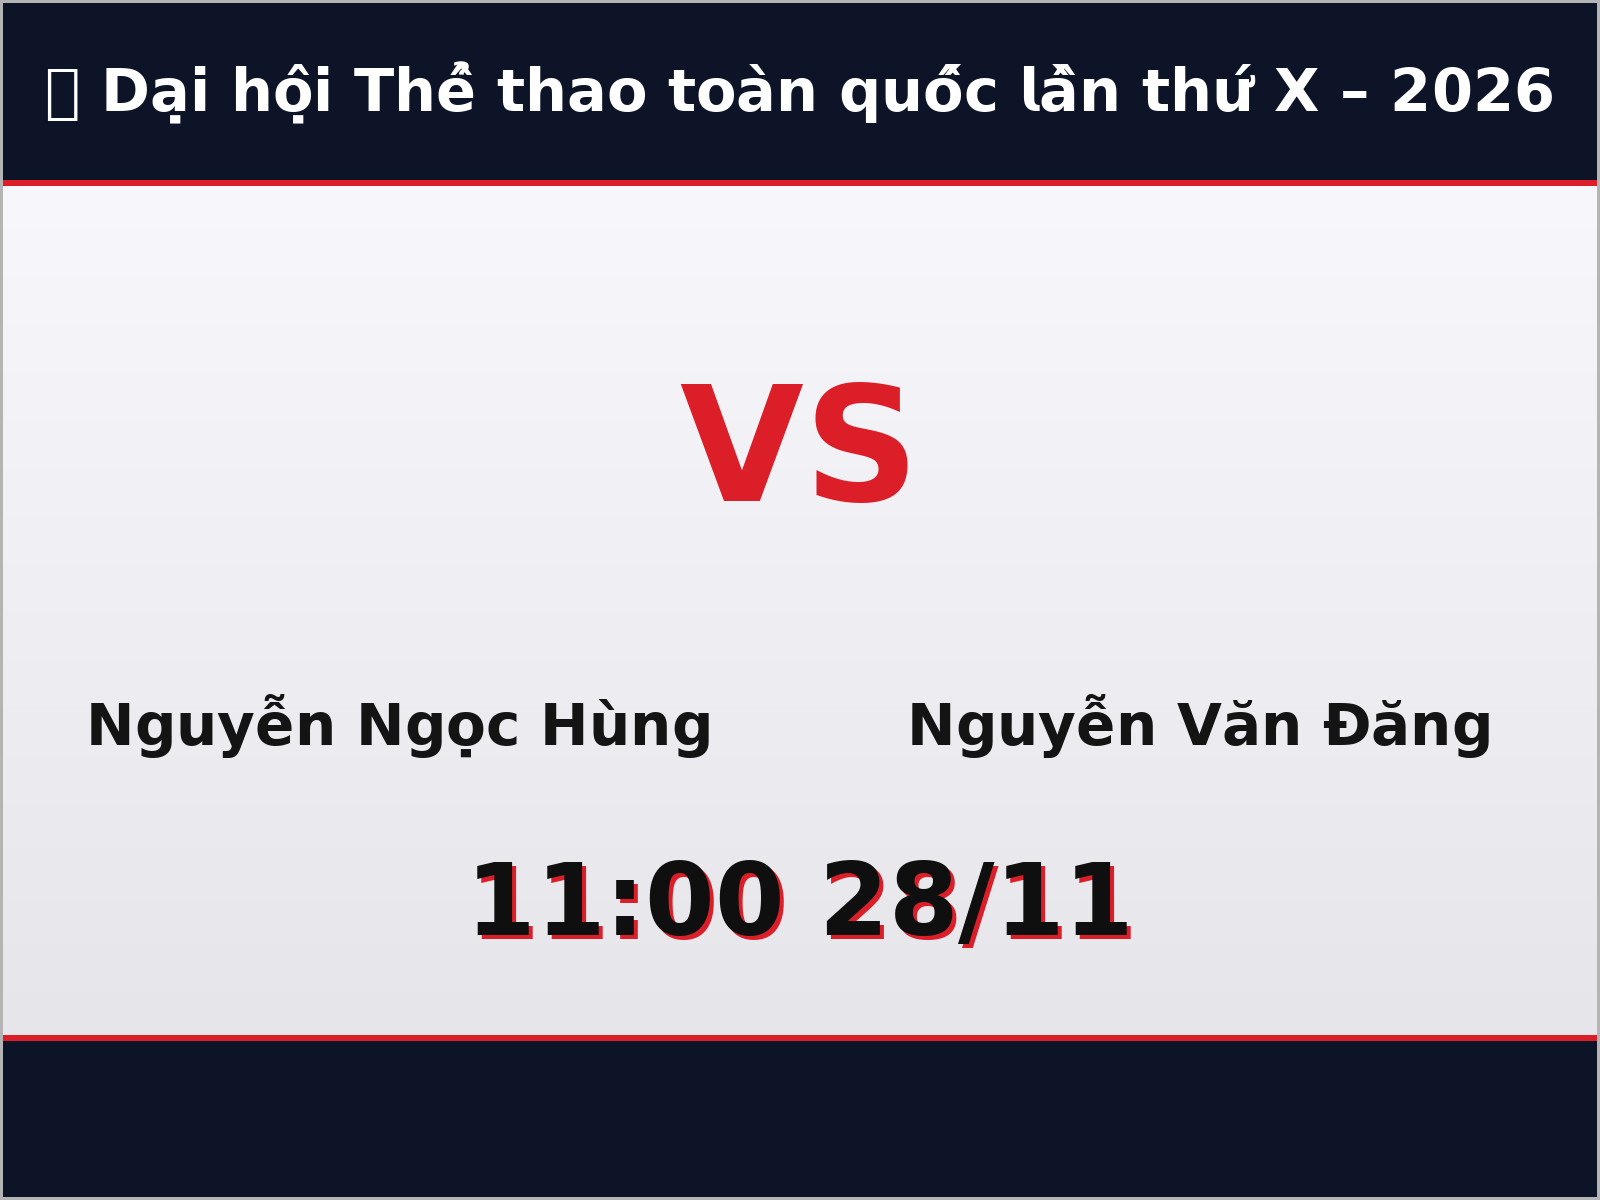 Dại hội Thể thao toàn quốc lần thứ X – 2026
VS
Nguyễn Ngọc Hùng
Nguyễn Văn Đăng
11:00 28/11